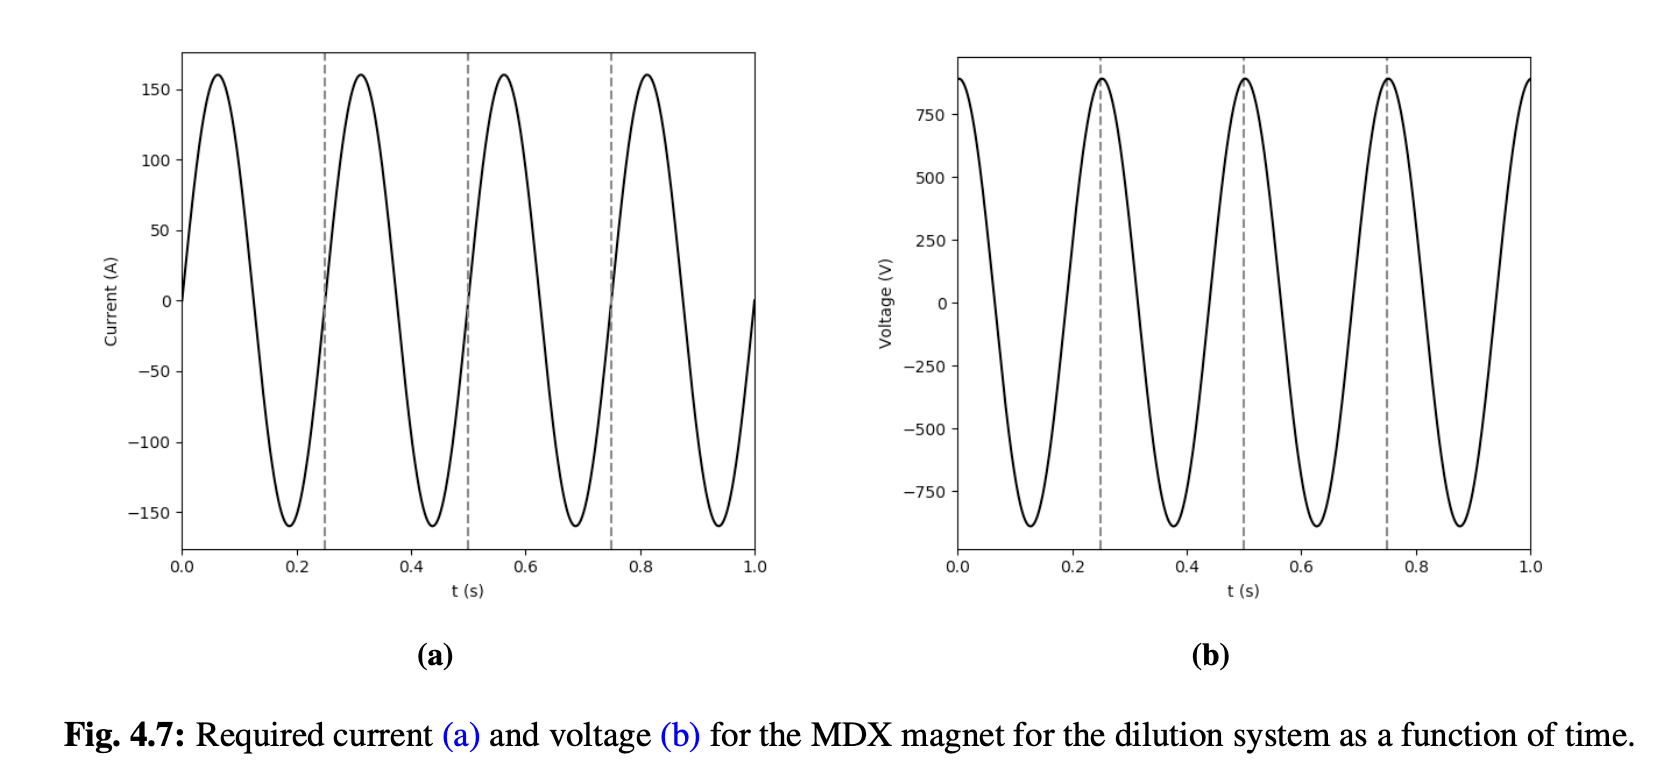 150
100
50
0
−50
−100
−150
Current (A)
0.0 0.2 0.4 0.6 0.8 1.0
t (s)
(a)
750
500
250
0
−250
−500
−750
Voltage (V)
0.0 0.2 0.4 0.6 0.8 1.0
t (s)
(b)
Fig. 4.7: Required current (a) and voltage (b) for the MDX magnet for the dilution system as a function of time.